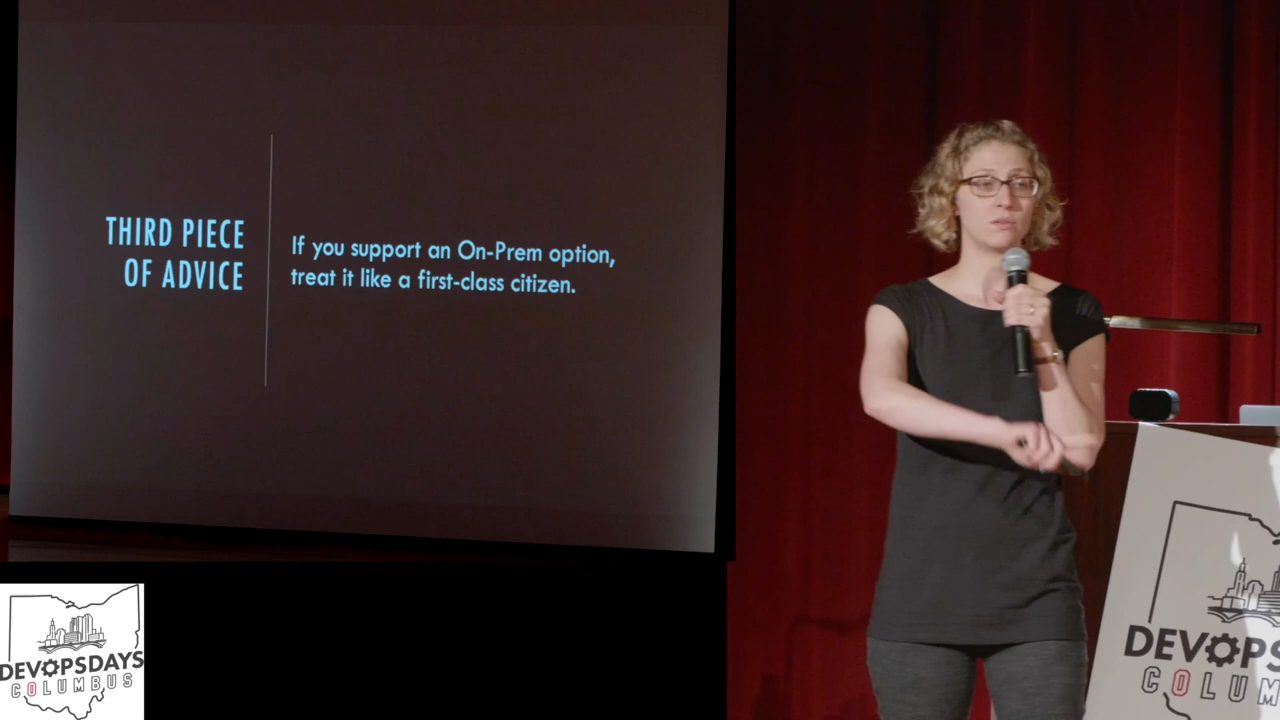 THIRD PIECE
OF ADVICE
If you support an On-Prem option,
treat it like a first-class citizen.
DEVOPSDAYS
COLUMBUS
DEVOPS
COLUM